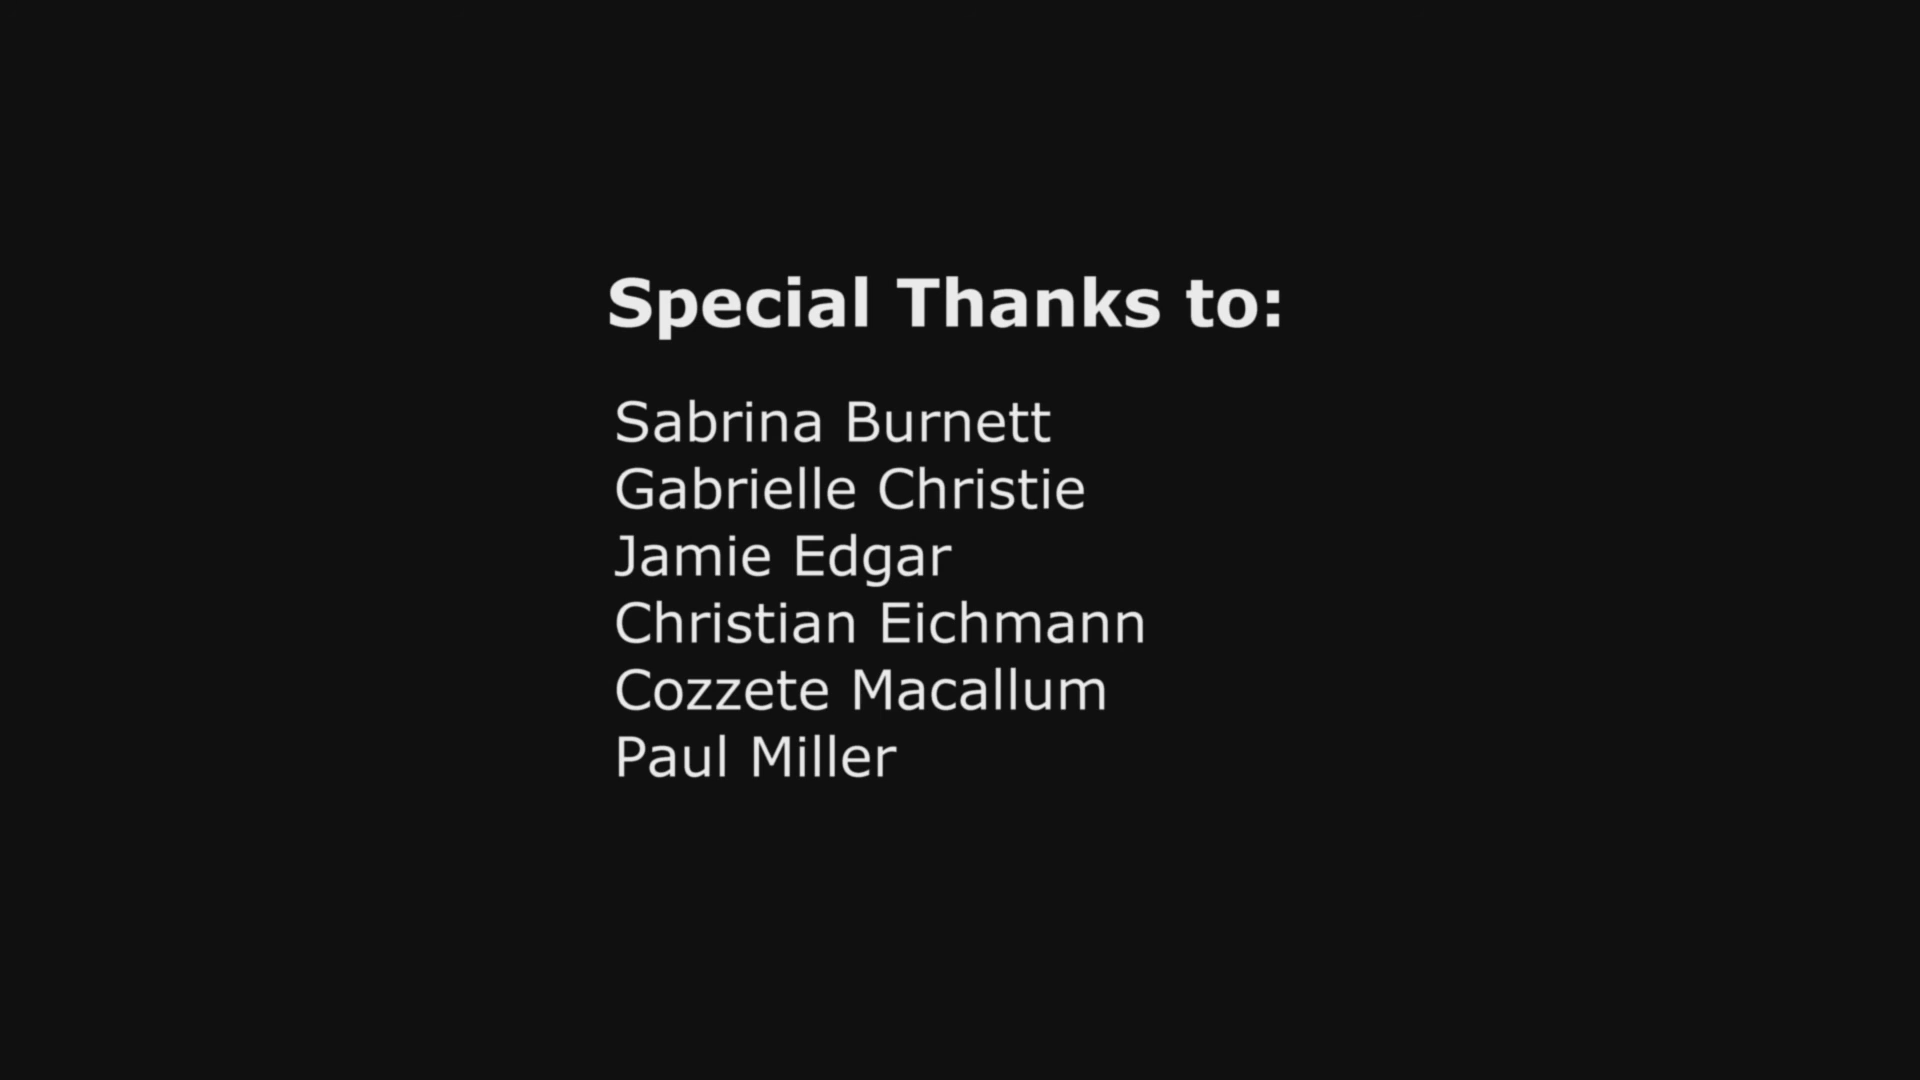 Special Thanks to:
Sabrina Burnett
Gabrielle Christie
Jamie Edgar
Christian Eichmann
Cozzete Macallum
Paul Miller